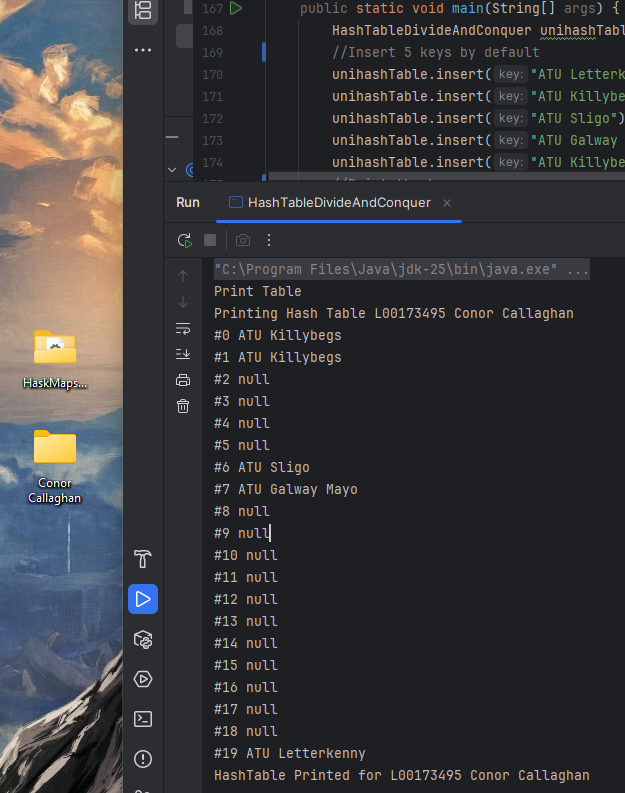 167 public static void main(String[] args) {
168 HashTableDivideAndConquer unihashTabl
169 //Insert 5 keys by default
170 unihashTable.insert( key: "ATU Letterk
171 unihashTable.insert( key: "ATU Killybe
172 unihashTable.insert( key: "ATU Sligo")
173 unihashTable.insert( key: "ATU Galway
174 unihashTable.insert( key: "ATU Killybe
Run HashTableDivideAndConquer
"C:\Program Files\Java\jdk-25\bin\java.exe" ...
Print Table
Printing Hash Table L00173495 Conor Callaghan
#0 ATU Killybegs
#1 ATU Killybegs
#2 null
#3 null
#4 null
#5 null
#6 ATU Sligo
#7 ATU Galway Mayo
#8 null
#9 null
#10 null
#11 null
#12 null
#13 null
#14 null
#15 null
#16 null
#17 null
#18 null
#19 ATU Letterkenny
HashTable Printed for L00173495 Conor Callaghan
HaskMaps...
Conor
Callaghan